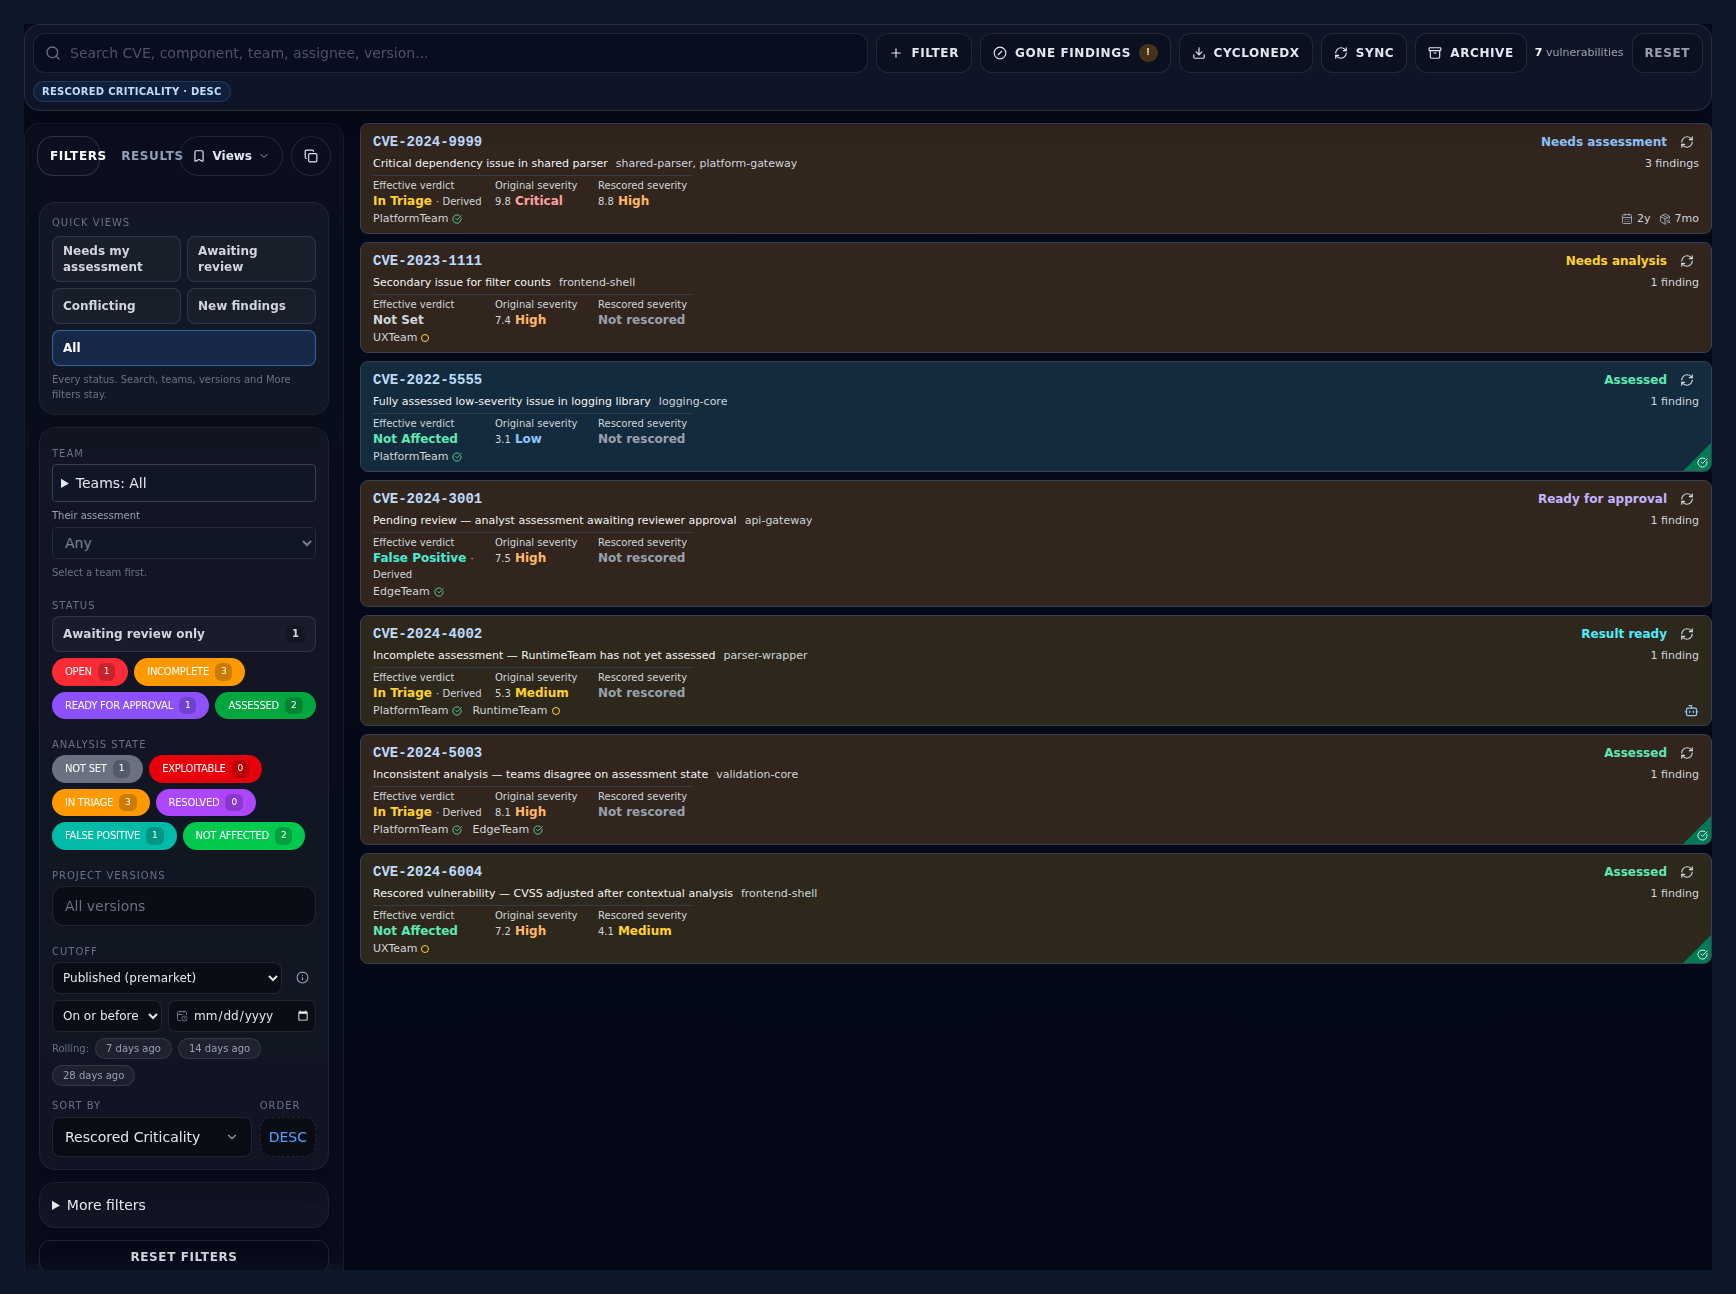 Search CVE, component, team, assignee, version...
FILTER
GONE FINDINGS !
CYCLONEDX
SYNC
ARCHIVE
7 vulnerabilities
RESET
RESCORED CRITICALITY · DESC
FILTERS
RESULTS
Views
QUICK VIEWS
Needs my assessment
Awaiting review
Conflicting
New findings
All
Every status. Search, teams, versions and More
filters stay.
TEAM
▶ Teams: All
Their assessment
Any
Select a team first.
STATUS
Awaiting review only 1
OPEN 1
INCOMPLETE 3
READY FOR APPROVAL 1
ASSESSED 2
ANALYSIS STATE
NOT SET 1
EXPLOITABLE 0
IN TRIAGE 3
RESOLVED 0
FALSE POSITIVE 1
NOT AFFECTED 2
PROJECT VERSIONS
All versions
CUTOFF
Published (premarket)
On or before
mm/dd/yyyy
Rolling: 7 days ago 14 days ago
28 days ago
SORT BY ORDER
Rescored Criticality DESC
▶ More filters
RESET FILTERS
CVE-2024-9999 Needs assessment
Critical dependency issue in shared parser shared-parser, platform-gateway 3 findings
Effective verdict Original severity Rescored severity
In Triage · Derived 9.8 Critical 8.8 High
PlatformTeam 2y 7mo
CVE-2023-1111 Needs analysis
Secondary issue for filter counts frontend-shell 1 finding
Effective verdict Original severity Rescored severity
Not Set 7.4 High Not rescored
UXTeam
CVE-2022-5555 Assessed
Fully assessed low-severity issue in logging library logging-core 1 finding
Effective verdict Original severity Rescored severity
Not Affected 3.1 Low Not rescored
PlatformTeam
CVE-2024-3001 Ready for approval
Pending review — analyst assessment awaiting reviewer approval api-gateway 1 finding
Effective verdict Original severity Rescored severity
False Positive · 7.5 High Not rescored
Derived
EdgeTeam
CVE-2024-4002 Result ready
Incomplete assessment — RuntimeTeam has not yet assessed parser-wrapper 1 finding
Effective verdict Original severity Rescored severity
In Triage · Derived 5.3 Medium Not rescored
PlatformTeam RuntimeTeam
CVE-2024-5003 Assessed
Inconsistent analysis — teams disagree on assessment state validation-core 1 finding
Effective verdict Original severity Rescored severity
In Triage · Derived 8.1 High Not rescored
PlatformTeam EdgeTeam
CVE-2024-6004 Assessed
Rescored vulnerability — CVSS adjusted after contextual analysis frontend-shell 1 finding
Effective verdict Original severity Rescored severity
Not Affected 7.2 High 4.1 Medium
UXTeam